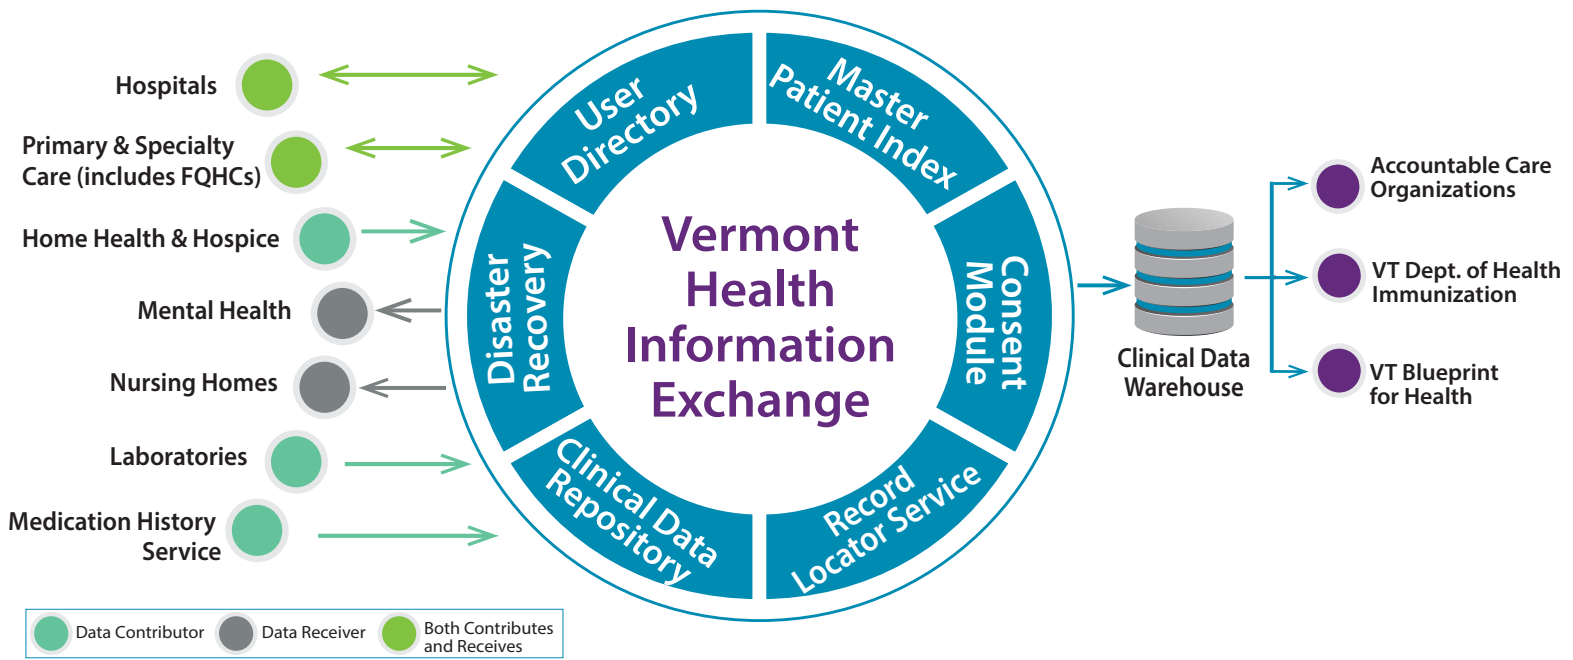 Hospitals
Primary & Specialty
Care (includes FQHCs)
Home Health & Hospice
Mental Health
Nursing Homes
Laboratories
Medication History
Service
User
Directory
Master
Patient Index
Disaster
Recovery
Consent
Module
Clinical Data
Repository
Record
Locator Service
Vermont
Health
Information
Exchange
Clinical Data
Warehouse
Accountable Care
Organizations
VT Dept. of Health
Immunization
VT Blueprint
for Health
Data Contributor
Data Receiver
Both Contributes
and Receives